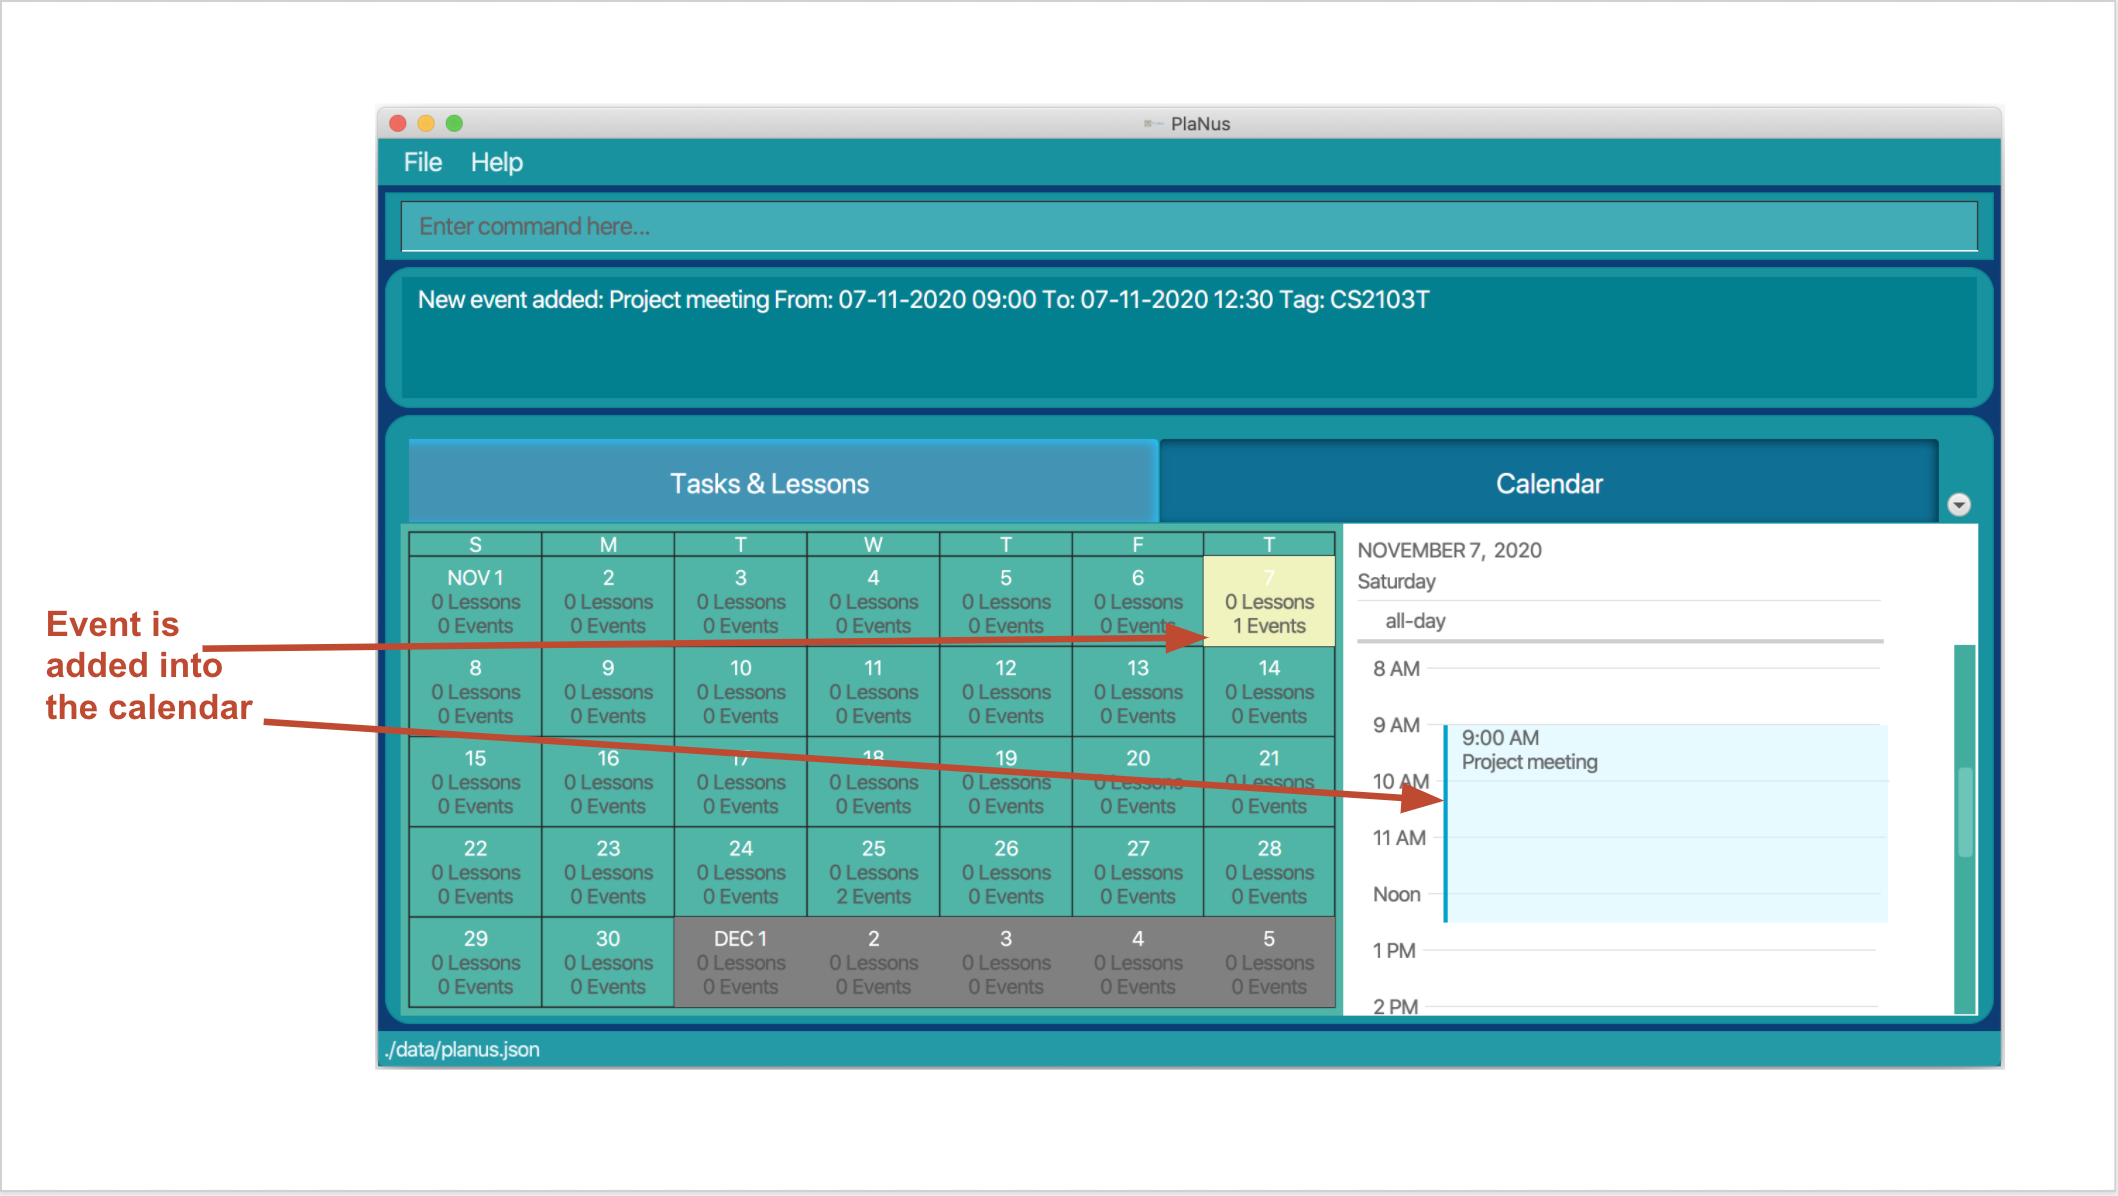 PlaNus
File Help
Enter command here...
New event added: Project meeting From: 07-11-2020 09:00 To: 07-11-2020 12:30 Tag: CS2103T
Tasks & Lessons Calendar
S M T W T F T
NOV 1 2 3 4 5 6 7
0 Lessons 0 Lessons 0 Lessons 0 Lessons 0 Lessons 0 Lessons 0 Lessons
0 Events 0 Events 0 Events 0 Events 0 Events 0 Events 1 Events
8 9 10 11 12 13 14
0 Lessons 0 Lessons 0 Lessons 0 Lessons 0 Lessons 0 Lessons 0 Lessons
0 Events 0 Events 0 Events 0 Events 0 Events 0 Events 0 Events
15 16 17 18 19 20 21
0 Lessons 0 Lessons 0 Lessons 0 Lessons 0 Lessons 0 Lessons 0 Lessons
0 Events 0 Events 0 Events 0 Events 0 Events 0 Events 0 Events
22 23 24 25 26 27 28
0 Lessons 0 Lessons 0 Lessons 0 Lessons 0 Lessons 0 Lessons 0 Lessons
0 Events 0 Events 0 Events 2 Events 0 Events 0 Events 0 Events
29 30 DEC 1 2 3 4 5
0 Lessons 0 Lessons 0 Lessons 0 Lessons 0 Lessons 0 Lessons 0 Lessons
0 Events 0 Events 0 Events 0 Events 0 Events 0 Events 0 Events
NOVEMBER 7, 2020
Saturday
all-day
8 AM
9 AM
9:00 AM
Project meeting
10 AM
11 AM
Noon
1 PM
2 PM
./data/planus.json
Event is
added into
the calendar